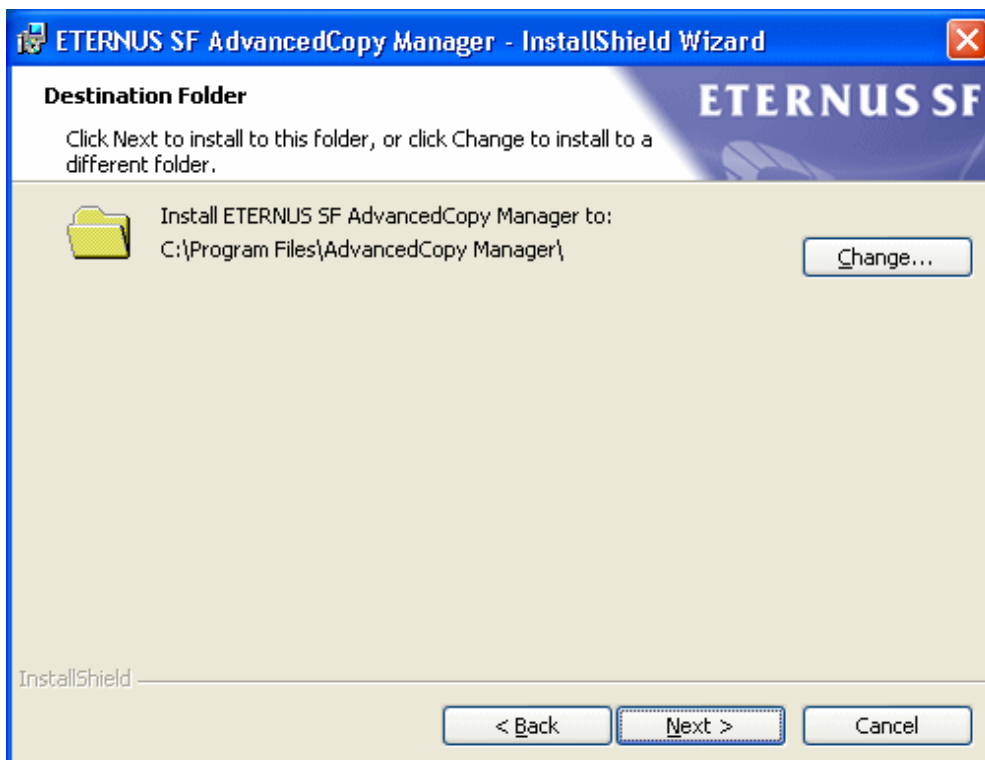 ETERNUS SF AdvancedCopy Manager - InstallShield Wizard
Destination Folder
ETERNUS SF
Click Next to install to this folder, or click Change to install to a
different folder.
Install ETERNUS SF AdvancedCopy Manager to:
C:\Program Files\AdvancedCopy Manager\
Change...
InstallShield
< Back
Next >
Cancel